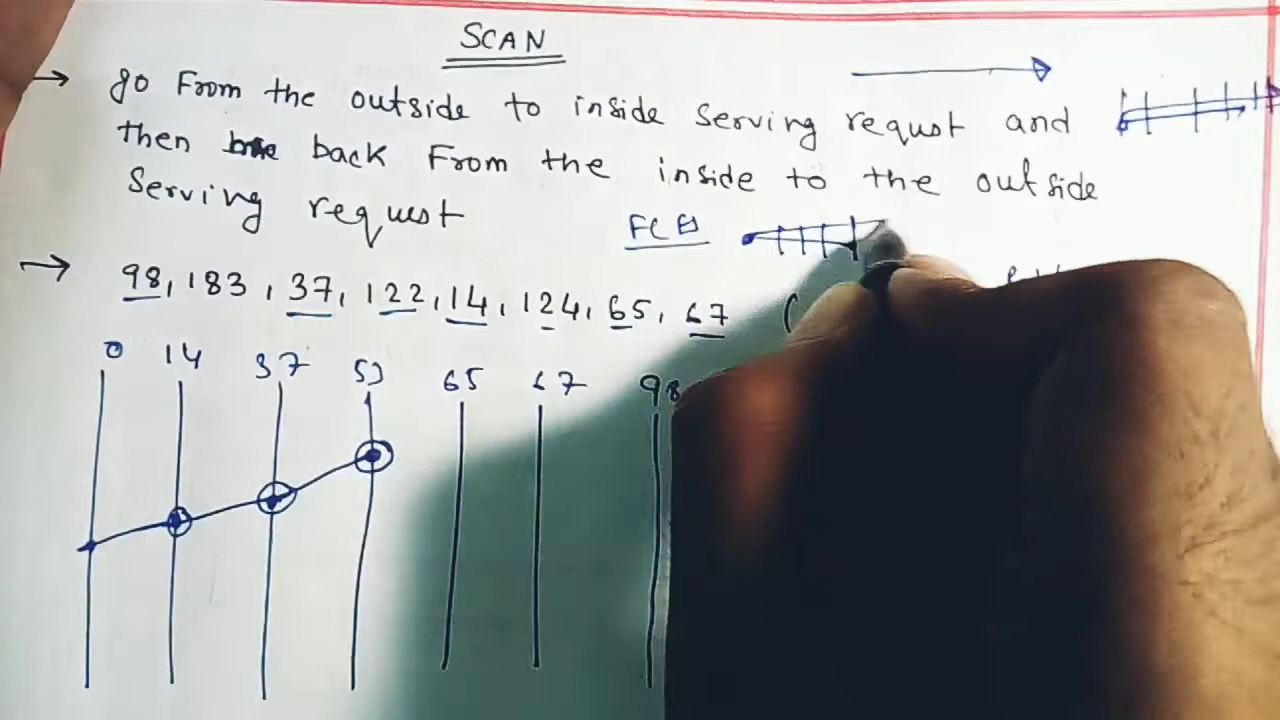 SCAN
→ go From the outside to inside Serving requst and
then back From the inside to the outside
Serving request
→ 98, 183, 37, 122, 14, 124, 65, 67 (
0 14 37 53 65 67 98